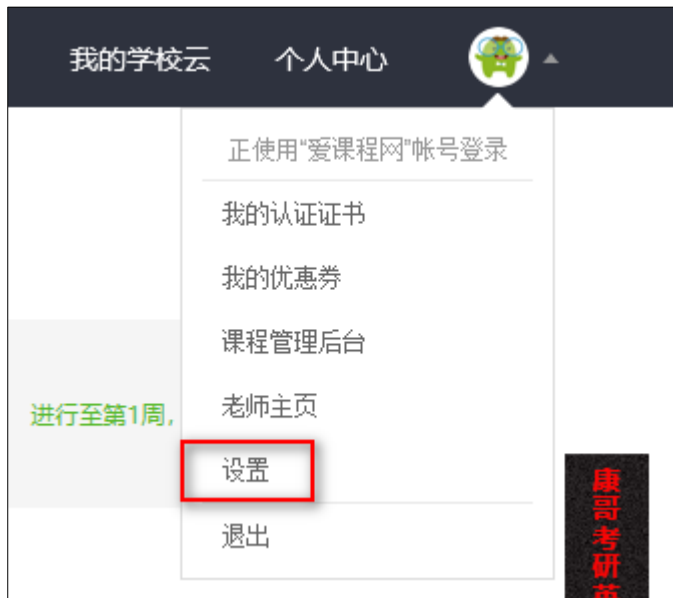 我的学校云 个人中心
正使用“爱课程网”帐号登录
我的认证证书
我的优惠券
课程管理后台
老师主页
进行至第1周,
设置
退出
康哥考研英